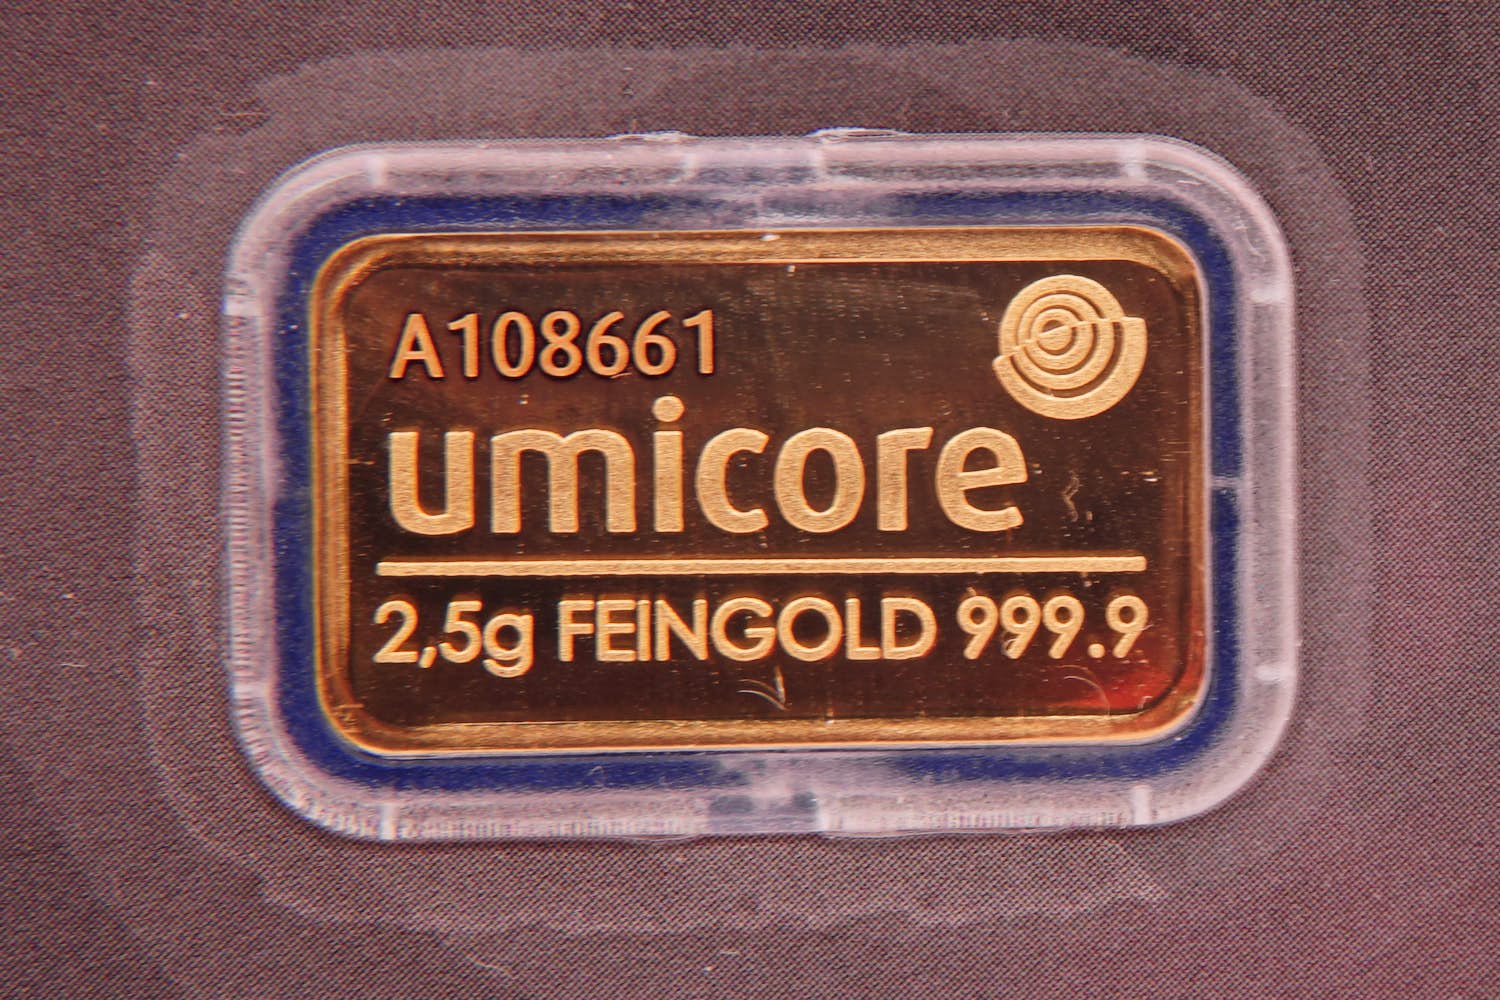 A108661
umicore
2,5g FEINGOLD 999.9